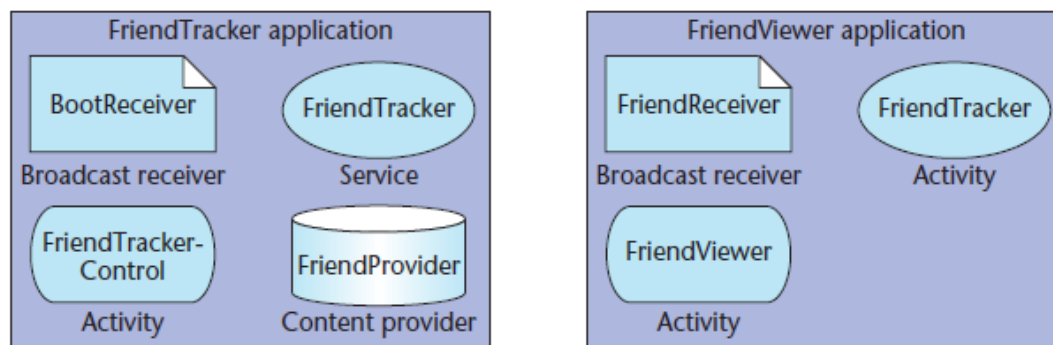 FriendTracker application
BootReceiver
FriendTracker
Broadcast receiver
Service
FriendTracker-
Control
FriendProvider
Activity
Content provider
FriendViewer application
FriendReceiver
FriendTracker
Broadcast receiver
Activity
FriendViewer
Activity